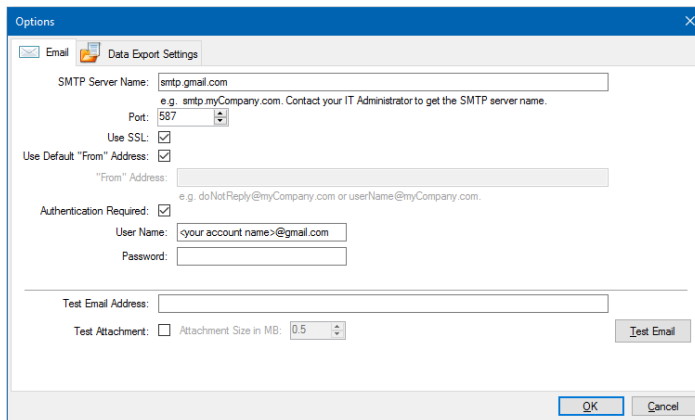 Options
Email Data Export Settings
SMTP Server Name: smtp.gmail.com
e.g. smtp.myCompany.com. Contact your IT Administrator to get the SMTP server name.
Port: 587
Use SSL:
Use Default "From" Address:
"From" Address:
e.g. doNotReply@myCompany.com or userName@myCompany.com.
Authentication Required:
User Name: <your account name>@gmail.com
Password:
Test Email Address:
Test Attachment: Attachment Size in MB: 0.5 Test Email
OK Cancel